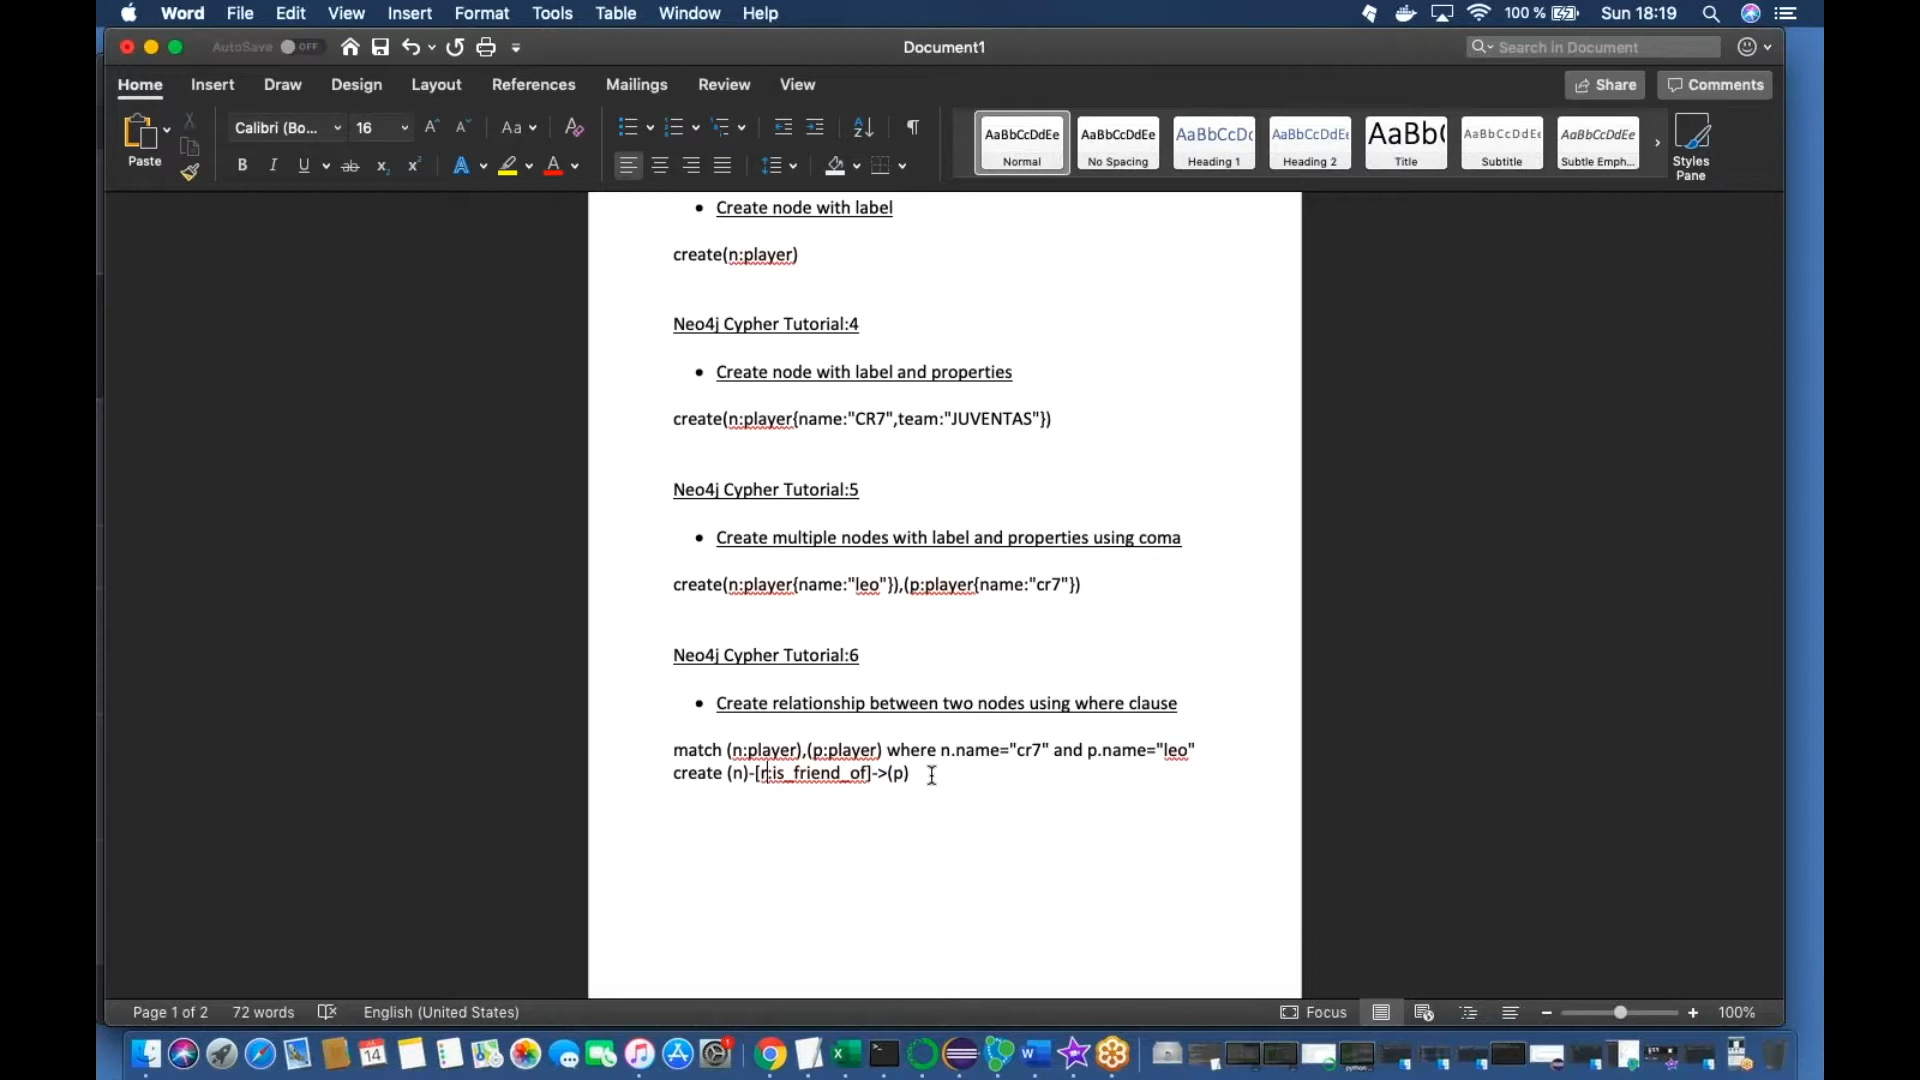 Word File Edit View Insert Format Tools Table Window Help 100 % Sun 18:19
AutoSave OFF Document1 Search in Document
Home Insert Draw Design Layout References Mailings Review View Share Comments
Paste Calibri (Bo... 16 Aa AaBbCcDdEe AaBbCcDdEe AaBbCcDc AaBbCcDdEe AaBb( AaBbCcDdEe AaBbCcDdEe
Normal No Spacing Heading 1 Heading 2 Title Subtitle Subtle Emph... Styles Pane
• Create node with label
create(n:player)
Neo4j Cypher Tutorial:4
• Create node with label and properties
create(n:player{name:"CR7",team:"JUVENTAS"})
Neo4j Cypher Tutorial:5
• Create multiple nodes with label and properties using coma
create(n:player{name:"leo"}),(p:player{name:"cr7"})
Neo4j Cypher Tutorial:6
• Create relationship between two nodes using where clause
match (n:player),(p:player) where n.name="cr7" and p.name="leo"
create (n)-[r:is_friend_of]->(p)
Page 1 of 2 72 words English (United States) Focus 100%